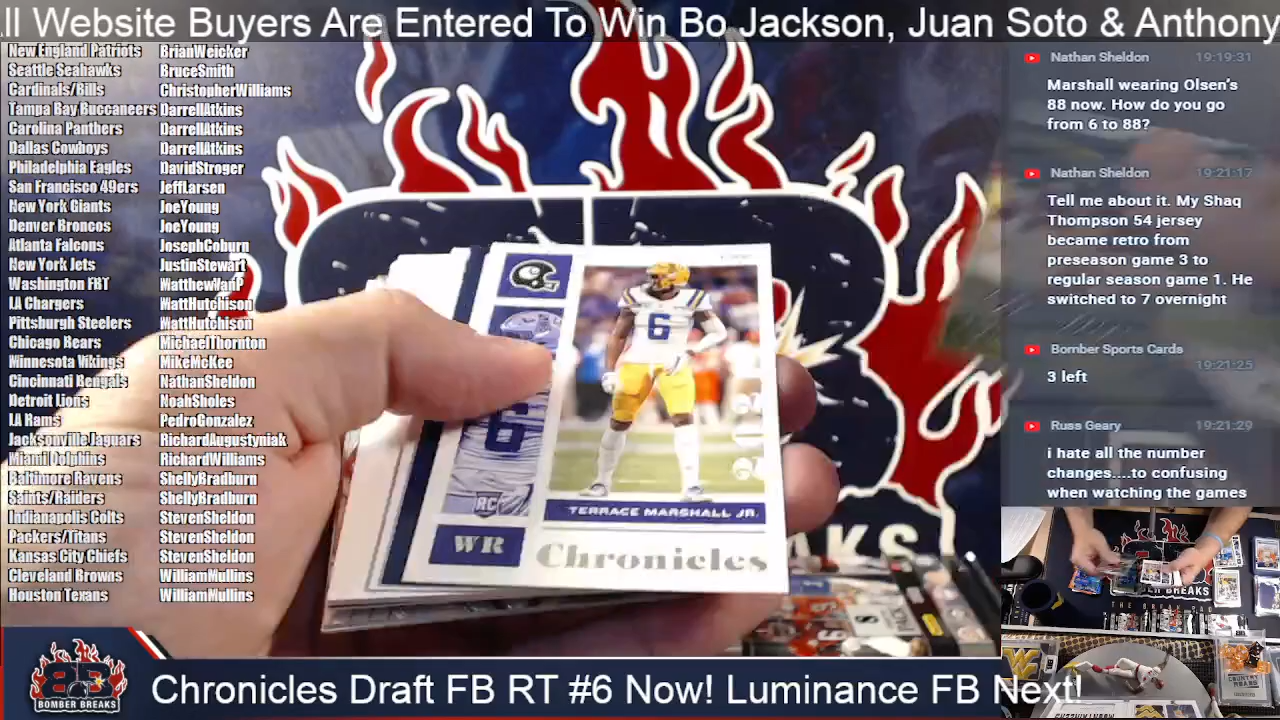 ll Website Buyers Are Entered To Win Bo Jackson, Juan Soto & Anthony
New England Patriots BrianWeicker
Seattle Seahawks BruceSmith
Cardinals/Bills ChristopherWilliams
Tampa Bay Buccaneers DarrellAtkins
Carolina Panthers DarrellAtkins
Dallas Cowboys DarrellAtkins
Philadelphia Eagles DavidStroger
San Francisco 49ers JeffLarsen
New York Giants JoeYoung
Denver Broncos JoeYoung
Atlanta Falcons JosephCoburn
New York Jets JustinStewart
Washington FBT MatthewVanP
LA Chargers MattHutchison
Pittsburgh Steelers MattHutchison
Chicago Bears MichaelThornton
Minnesota Vikings MikeMcKee
Cincinnati Bengals NathanSheldon
Detroit Lions NoahSholes
LA Rams PedroGonzalez
Jacksonville Jaguars RichardAugustyniak
Miami Dolphins RichardWilliams
Baltimore Ravens ShellyBradburn
Saints/Raiders ShellyBradburn
Indianapolis Colts StevenSheldon
Packers/Titans StevenSheldon
Kansas City Chiefs StevenSheldon
Cleveland Browns WilliamMullins
Houston Texans WilliamMullins
6
6
RC
TERRACE MARSHALL JR.
WR
Chronicles
AKS
Nathan Sheldon 19:19:31
Marshall wearing Olsen's
88 now. How do you go
from 6 to 88?
Nathan Sheldon 19:21:17
Tell me about it. My Shaq
Thompson 54 jersey
became retro from
preseason game 3 to
regular season game 1. He
switched to 7 overnight
Bomber Sports Cards 19:21:25
3 left
Russ Geary 19:21:29
i hate all the number
changes....to confusing
when watching the games
BB
BOMBER BREAKS
Chronicles Draft FB RT #6 Now! Luminance FB Next!